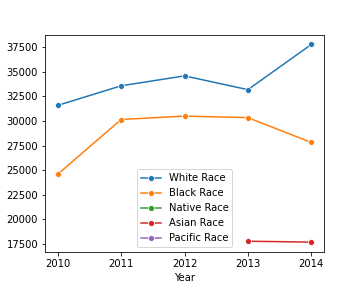 37500
35000
32500
30000
27500
25000
22500
20000
17500
White Race
Black Race
Native Race
Asian Race
Pacific Race
2010 2011 2012 2013 2014
Year